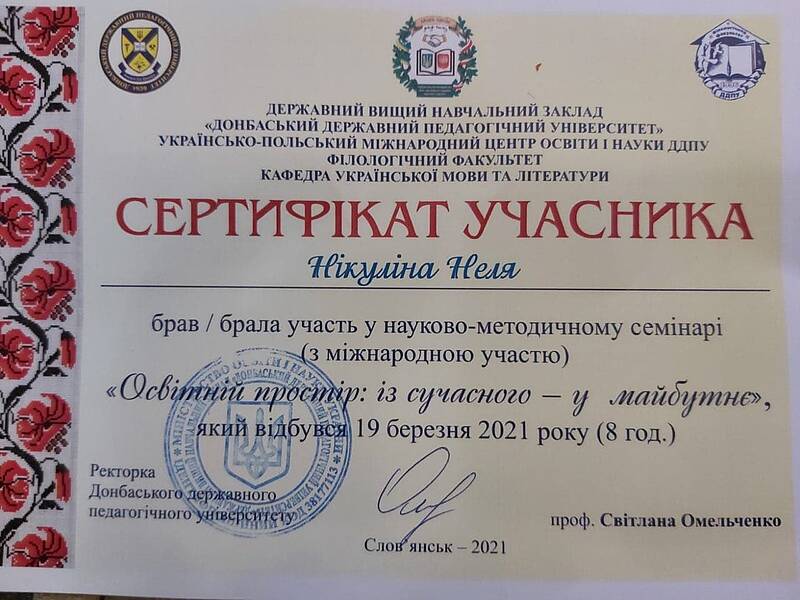 ДЕРЖАВНИЙ ВИЩИЙ НАВЧАЛЬНИЙ ЗАКЛАД
«ДОНБАСЬКИЙ ДЕРЖАВНИЙ ПЕДАГОГІЧНИЙ УНІВЕРСИТЕТ»
УКРАЇНСЬКО-ПОЛЬСЬКИЙ МІЖНАРОДНИЙ ЦЕНТР ОСВІТИ І НАУКИ ДДПУ
ФІЛОЛОГІЧНИЙ ФАКУЛЬТЕТ
КАФЕДРА УКРАЇНСЬКОЇ МОВИ ТА ЛІТЕРАТУРИ
СЕРТИФІКАТ УЧАСНИКА
Нікуліна Неля
брав / брала участь у науково-методичному семінарі
(з міжнародною участю)
«Освітній простір: із сучасного – у майбутнє»,
який відбувся 19 березня 2021 року (8 год.)
Ректорка
Донбаського державного
педагогічного університету
проф. Світлана Омельченко
Слов'янськ – 2021